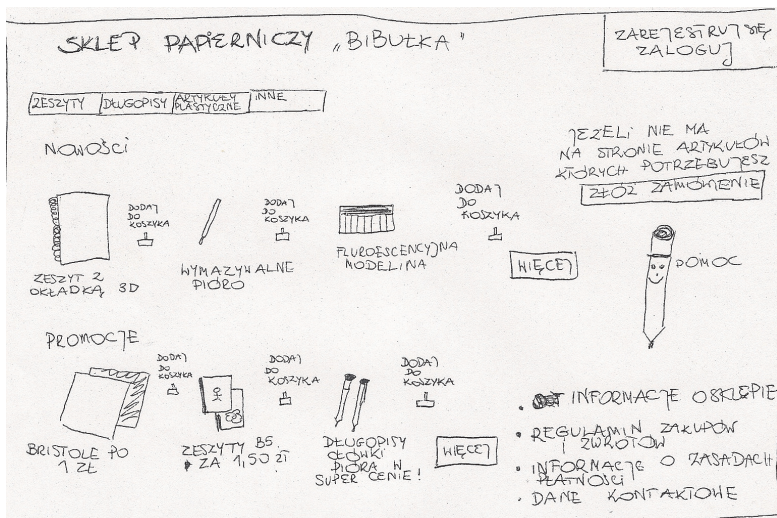 SKLEP PAPIERNICZY „BIBUŁKA"
ZAREJESTRUJ SIĘ
ZALOGUJ
ZESZYTY
DŁUGOPISY
ARTYKUŁY
PLASTYCZNE
INNE
JEŻELI NIE MA
NA STRONIE ARTYKUŁÓW
KTÓRYCH POTRZEBUJESZ
ZŁÓŻ ZAMÓWIENIE
NOWOŚCI
DODAJ
DO
KOSZYKA
ZESZYT Z
OKŁADKĄ 3D
DODAJ
DO
KOSZYKA
WYMAZYWALNE
PIÓRO
DODAJ
DO
KOSZYKA
FLUROESCENCYJNA
MODELINA
WIĘCEJ
POMOC
PROMOCJE
DODAJ
DO
KOSZYKA
BRISTOLE PO
1 ZŁ
DODAJ
DO
KOSZYKA
ZESZYTY B5
ZA 1,50 ZŁ
DODAJ
DO
KOSZYKA
DŁUGOPISY
OŁÓWKI
PIÓRA W
SUPER CENIE!
WIĘCEJ
• INFORMACJE O SKLEPIE
• REGULAMIN ZAKUPÓW
I ZWROTÓW
• INFORMACJE O ZASADACH
PŁATNOŚCI
• DANE KONTAKTOWE